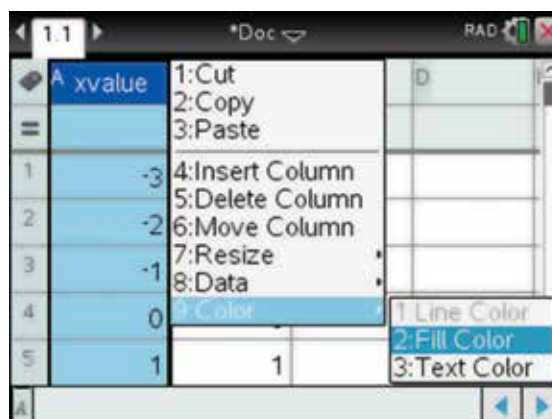 1.1 *Doc RAD
A xvalue D
=
1:Cut
2:Copy
3:Paste
4:Insert Column
5:Delete Column
6:Move Column
7:Resize
8:Data
9:Color
1 Line Color
2:Fill Color
3:Text Color
1 -3
2 -2
3 -1
4 0
5 1 1
A